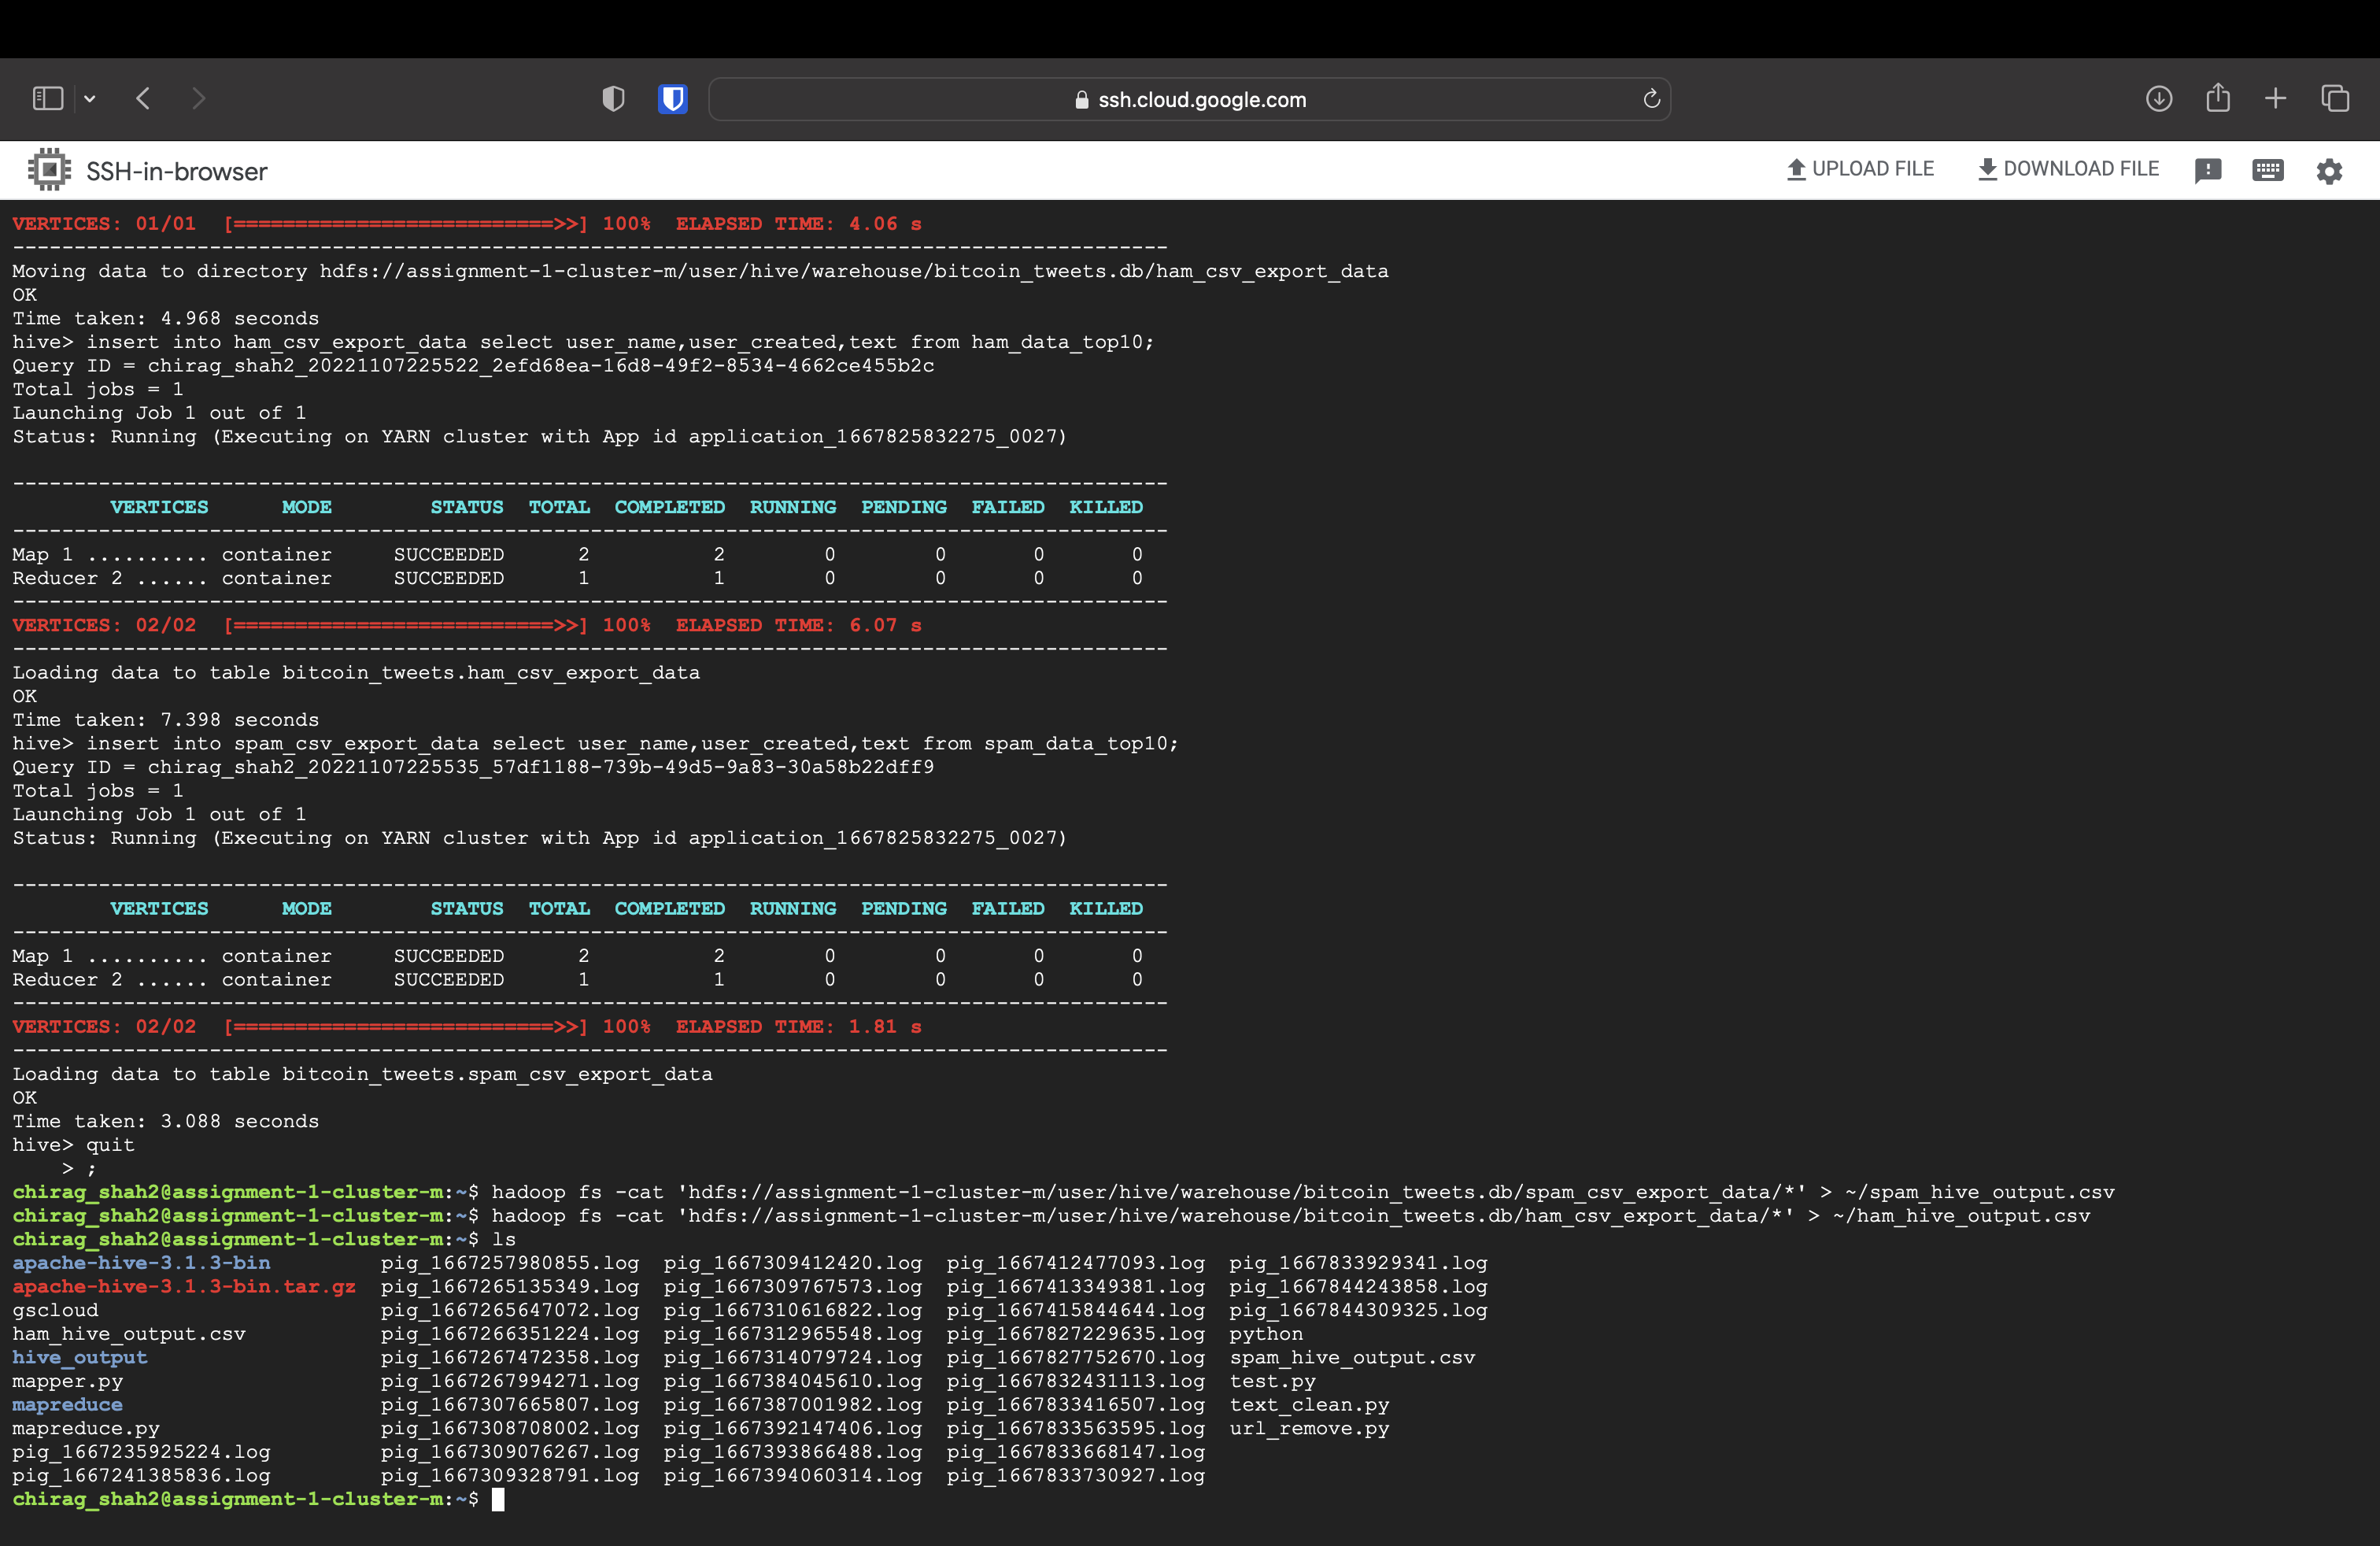 ssh.cloud.google.com
SSH-in-browser
UPLOAD FILE
DOWNLOAD FILE
VERTICES: 01/01  [==========================>>] 100%  ELAPSED TIME: 4.06 s
----------------------------------------------------------------------------------------------
Moving data to directory hdfs://assignment-1-cluster-m/user/hive/warehouse/bitcoin_tweets.db/ham_csv_export_data
OK
Time taken: 4.968 seconds
hive> insert into ham_csv_export_data select user_name,user_created,text from ham_data_top10;
Query ID = chirag_shah2_20221107225522_2efd68ea-16d8-49f2-8534-4662ce455b2c
Total jobs = 1
Launching Job 1 out of 1
Status: Running (Executing on YARN cluster with App id application_1667825832275_0027)
----------------------------------------------------------------------------------------------
        VERTICES      MODE        STATUS  TOTAL  COMPLETED  RUNNING  PENDING  FAILED  KILLED
----------------------------------------------------------------------------------------------
Map 1 .......... container     SUCCEEDED      2          2        0        0       0       0
Reducer 2 ...... container     SUCCEEDED      1          1        0        0       0       0
----------------------------------------------------------------------------------------------
VERTICES: 02/02  [==========================>>] 100%  ELAPSED TIME: 6.07 s
----------------------------------------------------------------------------------------------
Loading data to table bitcoin_tweets.ham_csv_export_data
OK
Time taken: 7.398 seconds
hive> insert into spam_csv_export_data select user_name,user_created,text from spam_data_top10;
Query ID = chirag_shah2_20221107225535_57df1188-739b-49d5-9a83-30a58b22dff9
Total jobs = 1
Launching Job 1 out of 1
Status: Running (Executing on YARN cluster with App id application_1667825832275_0027)
----------------------------------------------------------------------------------------------
        VERTICES      MODE        STATUS  TOTAL  COMPLETED  RUNNING  PENDING  FAILED  KILLED
----------------------------------------------------------------------------------------------
Map 1 .......... container     SUCCEEDED      2          2        0        0       0       0
Reducer 2 ...... container     SUCCEEDED      1          1        0        0       0       0
----------------------------------------------------------------------------------------------
VERTICES: 02/02  [==========================>>] 100%  ELAPSED TIME: 1.81 s
----------------------------------------------------------------------------------------------
Loading data to table bitcoin_tweets.spam_csv_export_data
OK
Time taken: 3.088 seconds
hive> quit
    > ;
chirag_shah2@assignment-1-cluster-m:~$ hadoop fs -cat 'hdfs://assignment-1-cluster-m/user/hive/warehouse/bitcoin_tweets.db/spam_csv_export_data/*' > ~/spam_hive_output.csv
chirag_shah2@assignment-1-cluster-m:~$ hadoop fs -cat 'hdfs://assignment-1-cluster-m/user/hive/warehouse/bitcoin_tweets.db/ham_csv_export_data/*' > ~/ham_hive_output.csv
chirag_shah2@assignment-1-cluster-m:~$ ls
apache-hive-3.1.3-bin         pig_1667257980855.log  pig_1667309412420.log  pig_1667412477093.log  pig_1667833929341.log
apache-hive-3.1.3-bin.tar.gz  pig_1667265135349.log  pig_1667309767573.log  pig_1667413349381.log  pig_1667844243858.log
gscloud                       pig_1667265647072.log  pig_1667310616822.log  pig_1667415844644.log  pig_1667844309325.log
ham_hive_output.csv           pig_1667266351224.log  pig_1667312965548.log  pig_1667827229635.log  python
hive_output                   pig_1667267472358.log  pig_1667314079724.log  pig_1667827752670.log  spam_hive_output.csv
mapper.py                     pig_1667267994271.log  pig_1667384045610.log  pig_1667832431113.log  test.py
mapreduce                     pig_1667307665807.log  pig_1667387001982.log  pig_1667833416507.log  text_clean.py
mapreduce.py                  pig_1667308708002.log  pig_1667392147406.log  pig_1667833563595.log  url_remove.py
pig_1667235925224.log         pig_1667309076267.log  pig_1667393866488.log  pig_1667833668147.log
pig_1667241385836.log         pig_1667309328791.log  pig_1667394060314.log  pig_1667833730927.log
chirag_shah2@assignment-1-cluster-m:~$